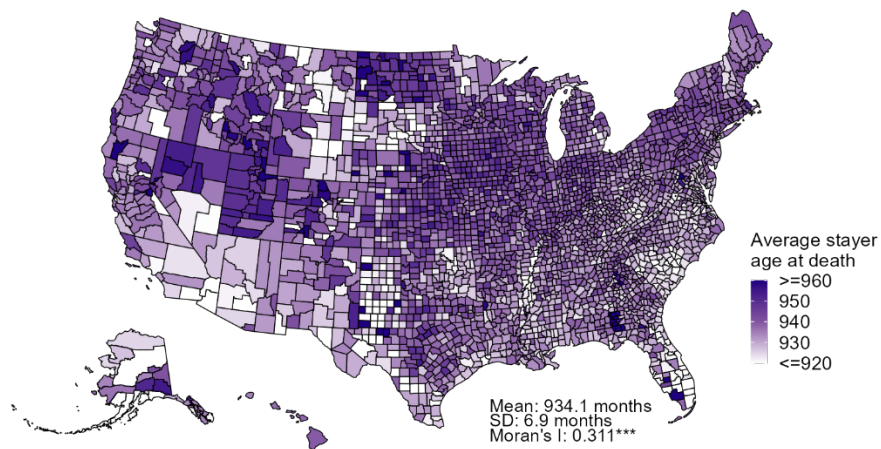 Average stayer
age at death
>=960
950
940
930
<=920
Mean: 934.1 months
SD: 6.9 months
Moran's I: 0.311***